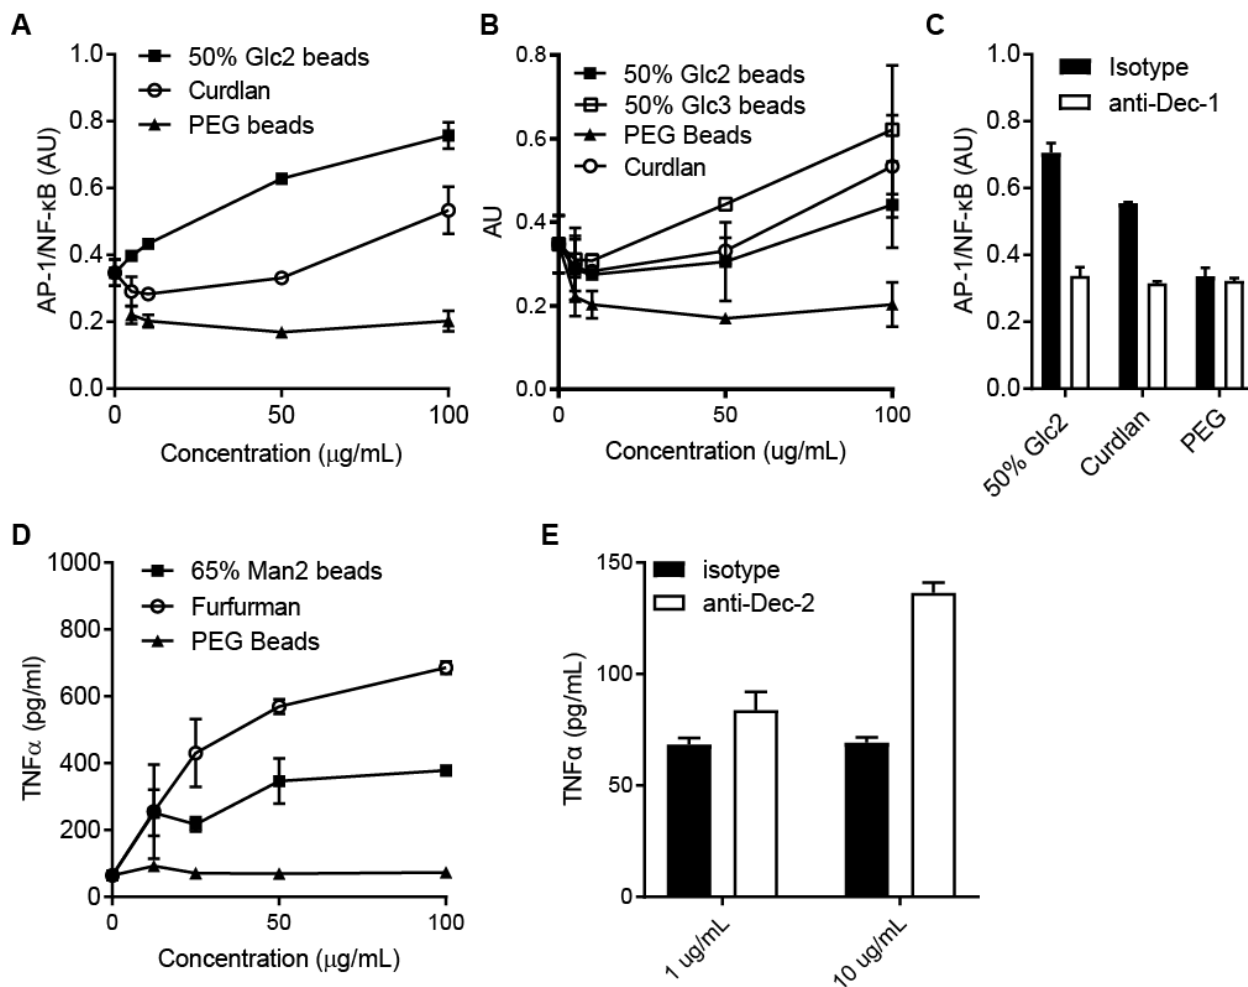 A
1.0
0.8
0.6
0.4
0.2
0.0
AP-1/NF-κB (AU)
50% Glc2 beads
Curdlan
PEG beads
0
50
100
Concentration (μg/mL)
B
0.8
0.6
0.4
0.2
0.0
AU
50% Glc2 beads
50% Glc3 beads
PEG Beads
Curdlan
0
50
100
Concentration (ug/mL)
C
1.0
0.8
0.6
0.4
0.2
0.0
AP-1/NF-κB (AU)
Isotype
anti-Dec-1
50% Glc2
Curdlan
PEG
D
1000
800
600
400
200
0
TNFα (pg/ml)
65% Man2 beads
Furfurman
PEG Beads
0
50
100
Concentration (μg/mL)
E
150
100
50
0
TNFα (pg/mL)
isotype
anti-Dec-2
1 ug/mL
10 ug/mL